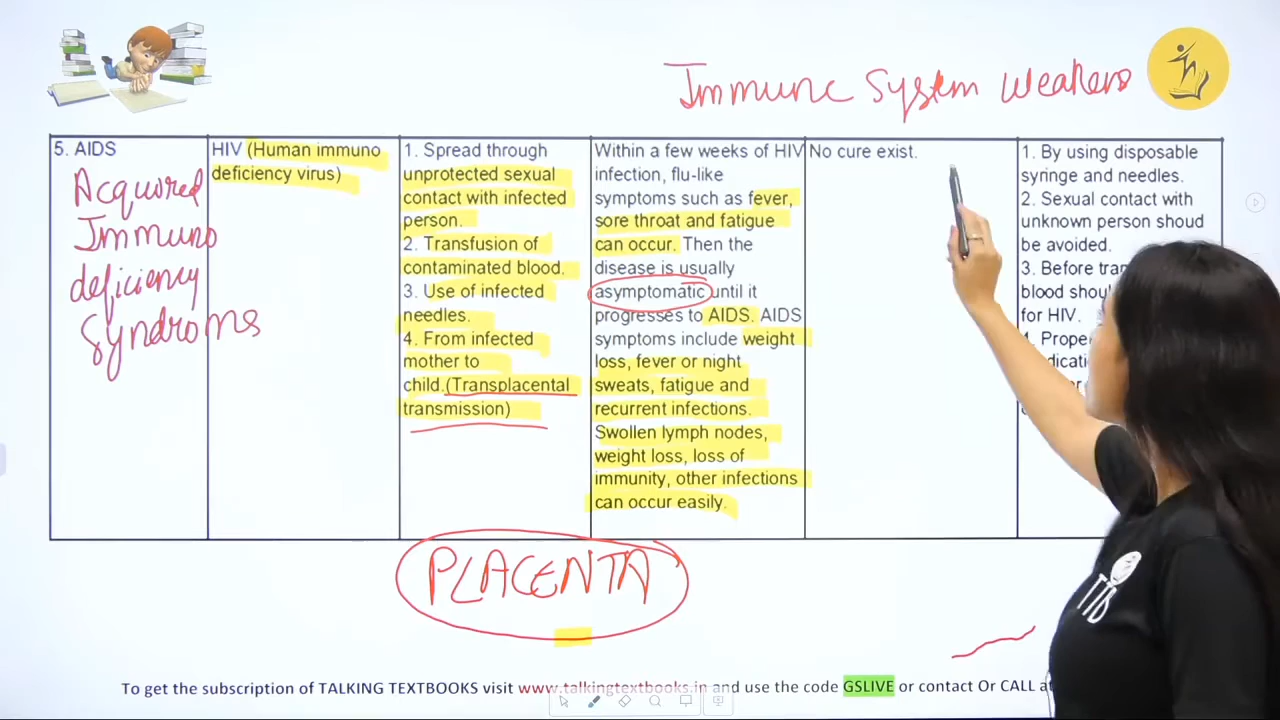 Immune System Weakens
5. AIDS
Acquored
Immuno
deficiency
Syndroms
HIV (Human immuno
deficiency virus)
1. Spread through
unprotected sexual
contact with infected
person.
2. Transfusion of
contaminated blood.
3. Use of infected
needles.
4. From infected
mother to
child.(Transplacental
transmission)
Within a few weeks of HIV
infection, flu-like
symptoms such as fever,
sore throat and fatigue
can occur. Then the
disease is usually
asymptomatic until it
progresses to AIDS. AIDS
symptoms include weight
loss, fever or night
sweats, fatigue and
recurrent infections.
Swollen lymph nodes,
weight loss, loss of
immunity, other infections
can occur easily.
No cure exist.
1. By using disposable
syringe and needles.
2. Sexual contact with
unknown person shoud
be avoided.
3. Before
blood
for HIV.
PLACENTA
TTB
To get the subscription of TALKING TEXTBOOKS visit www.talkingtextbooks.in and use the code GSLIVE or contact Or CALL at